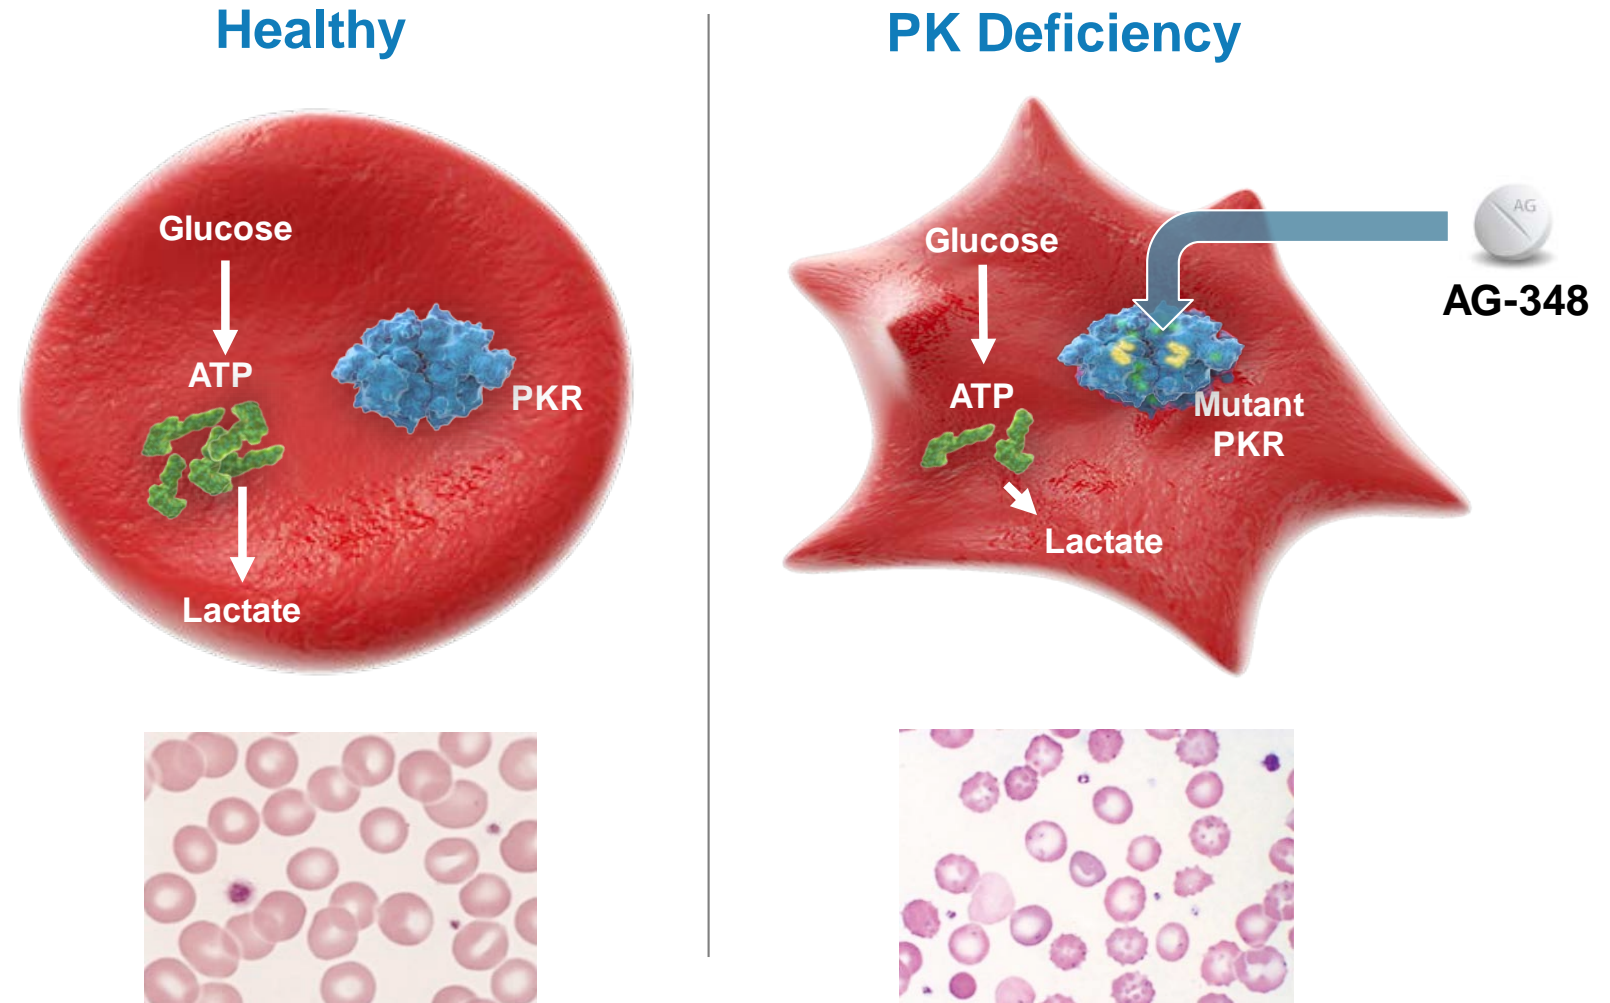 Healthy
Glucose
ATP
PKR
Lactate
PK Deficiency
Glucose
ATP
Mutant
PKR
Lactate
AG
AG-348